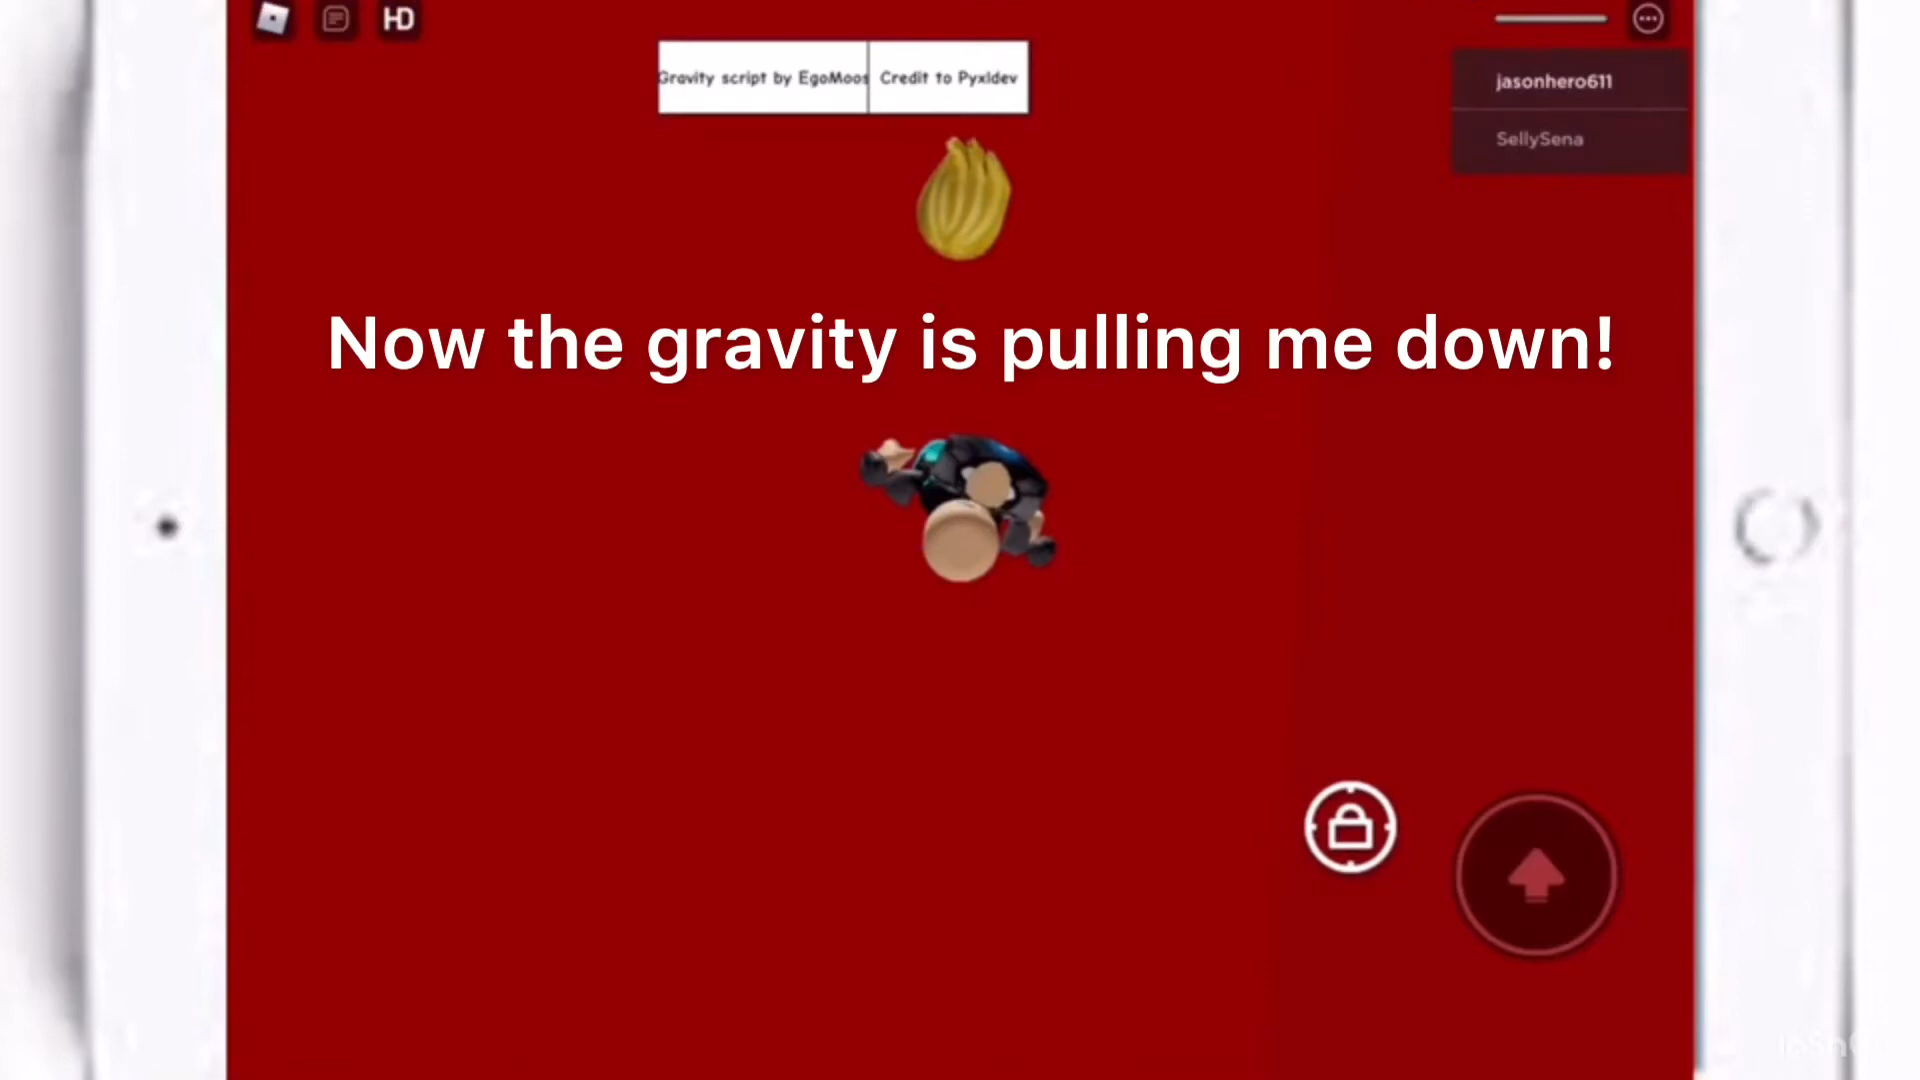 HD
Gravity script by EgoMoos
Credit to Pyxldev
jasonhero611
SellySena
Now the gravity is pulling me down!